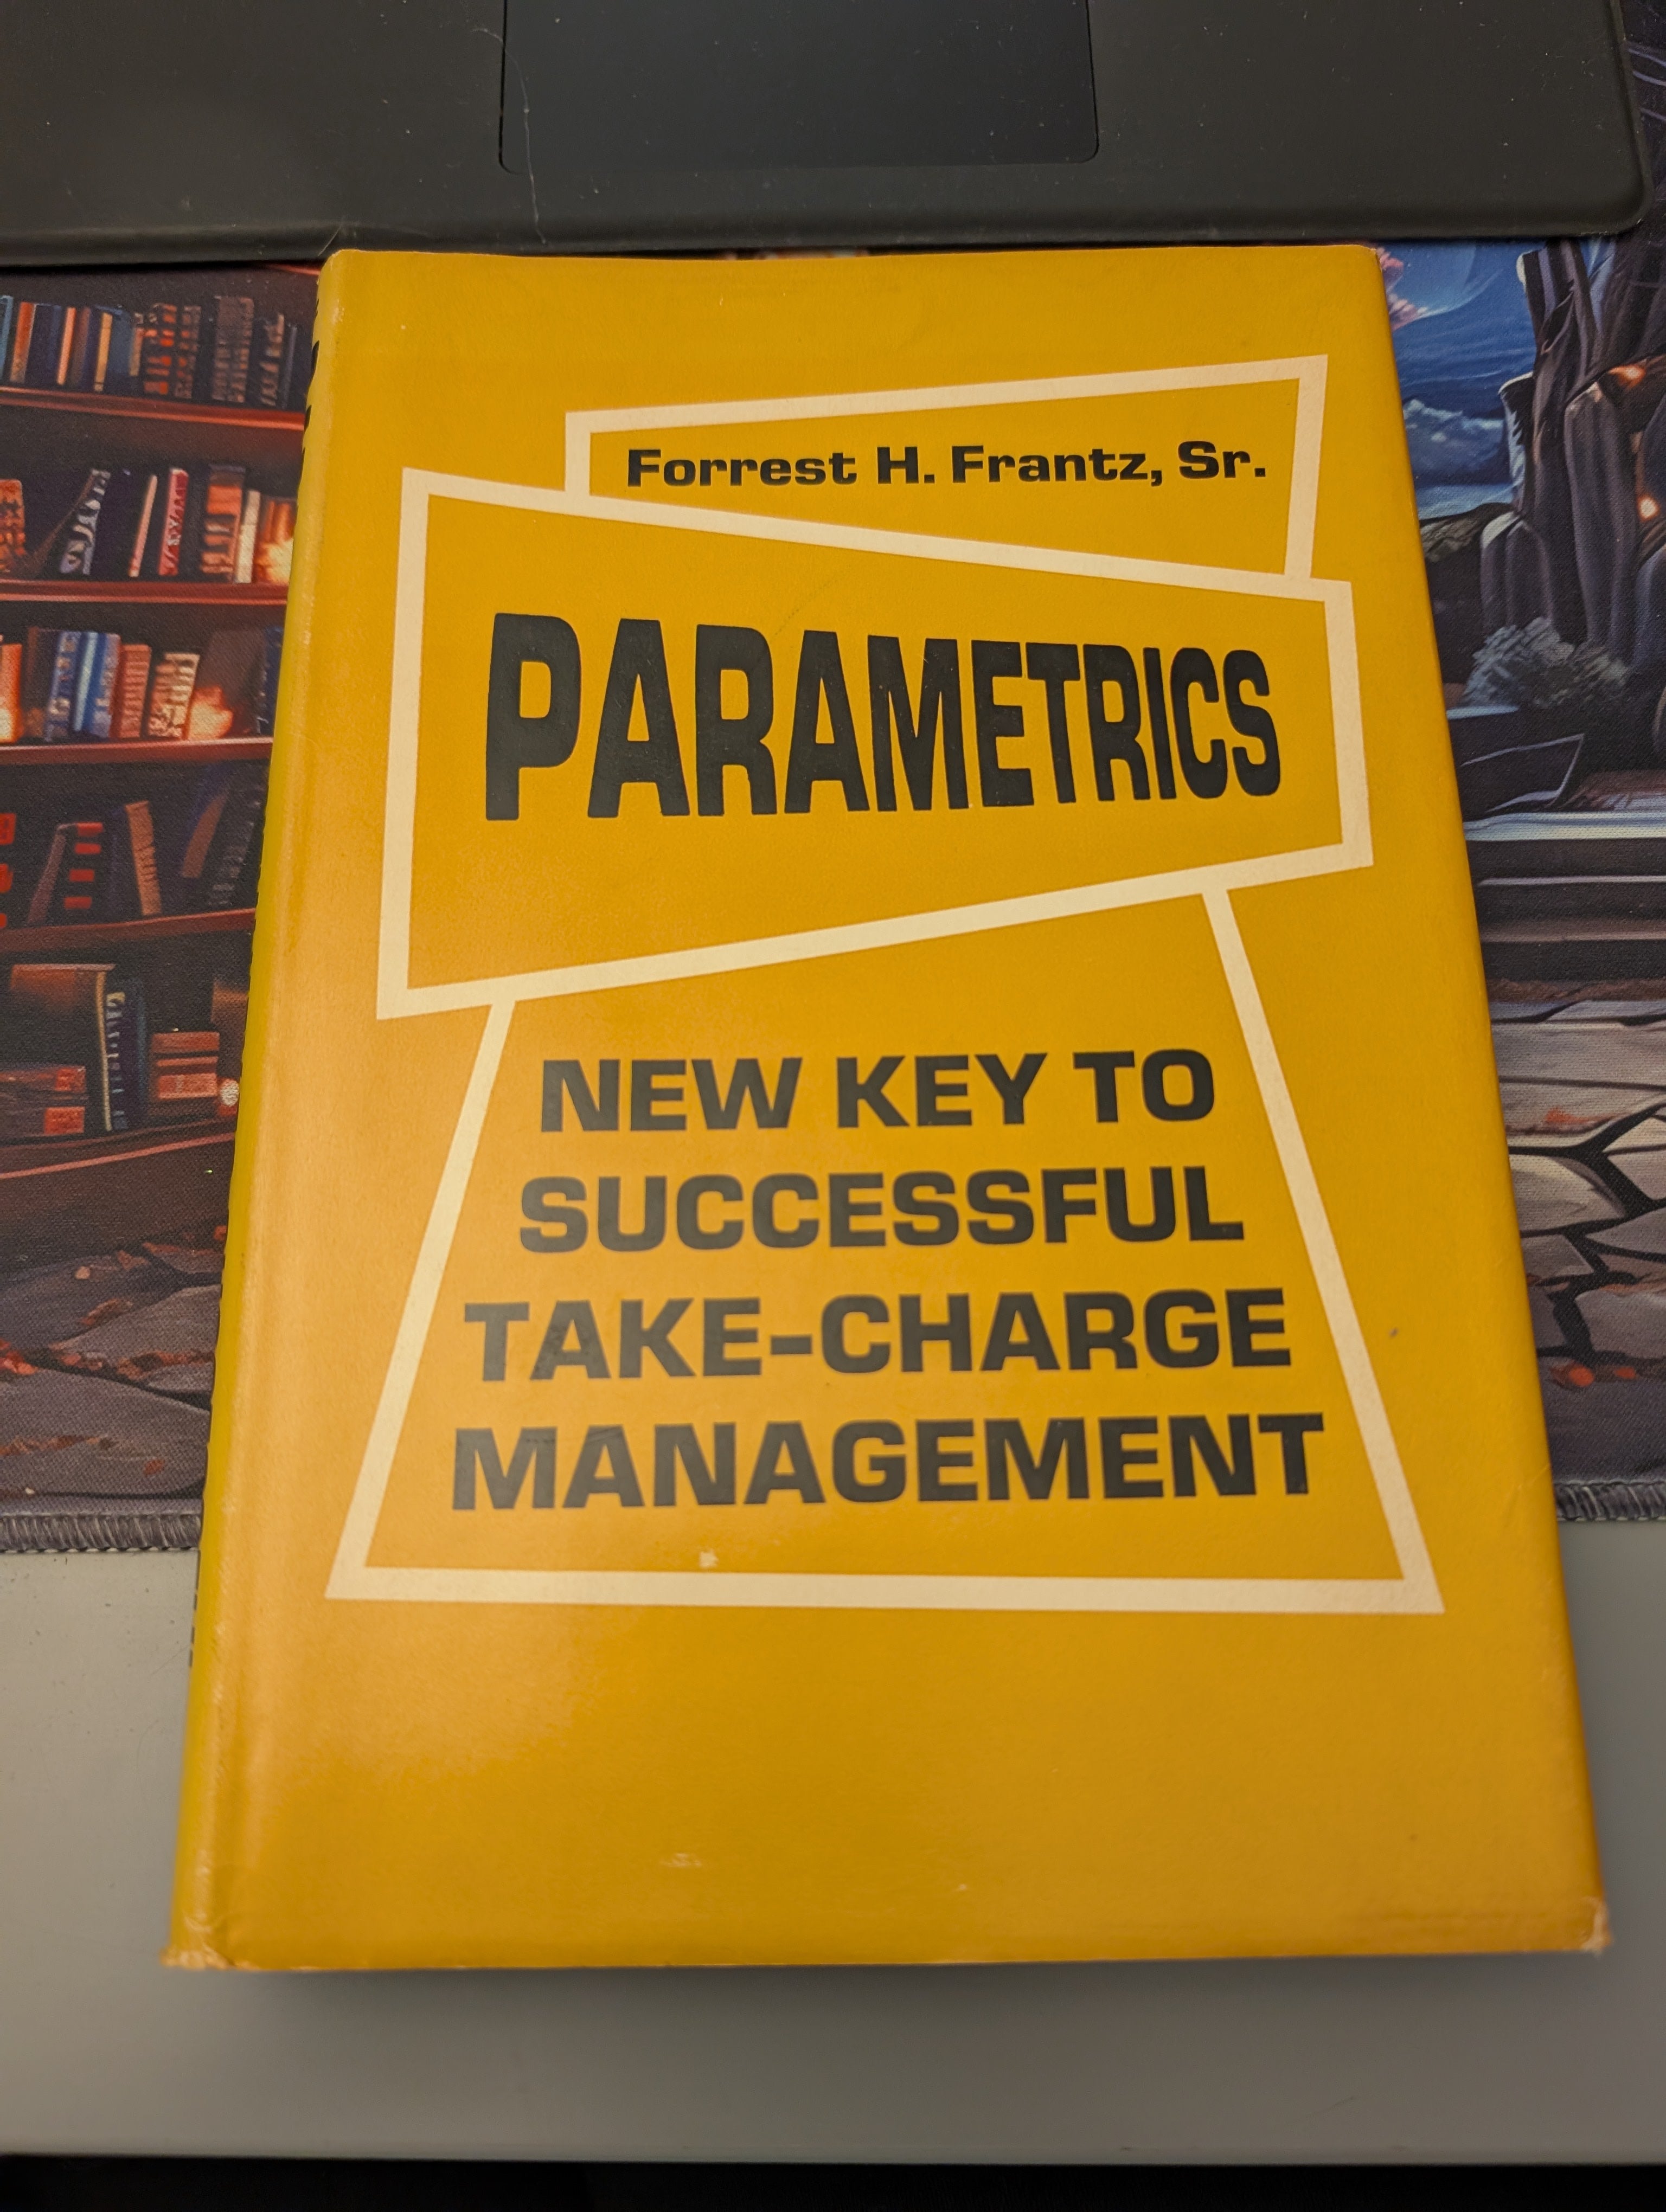 Forrest H. Frantz, Sr.
PARAMETRICS
NEW KEY TO
SUCCESSFUL
TAKE-CHARGE
MANAGEMENT